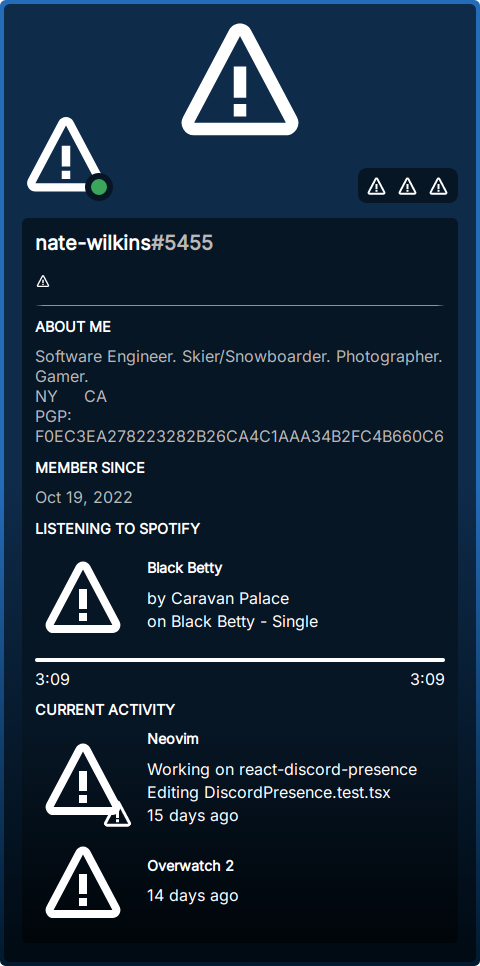 nate-wilkins#5455
ABOUT ME
Software Engineer. Skier/Snowboarder. Photographer.
Gamer.
NY CA
PGP:
F0EC3EA278223282B26CA4C1AAA34B2FC4B660C6
MEMBER SINCE
Oct 19, 2022
LISTENING TO SPOTIFY
Black Betty
by Caravan Palace
on Black Betty - Single
3:09 3:09
CURRENT ACTIVITY
Neovim
Working on react-discord-presence
Editing DiscordPresence.test.tsx
15 days ago
Overwatch 2
14 days ago